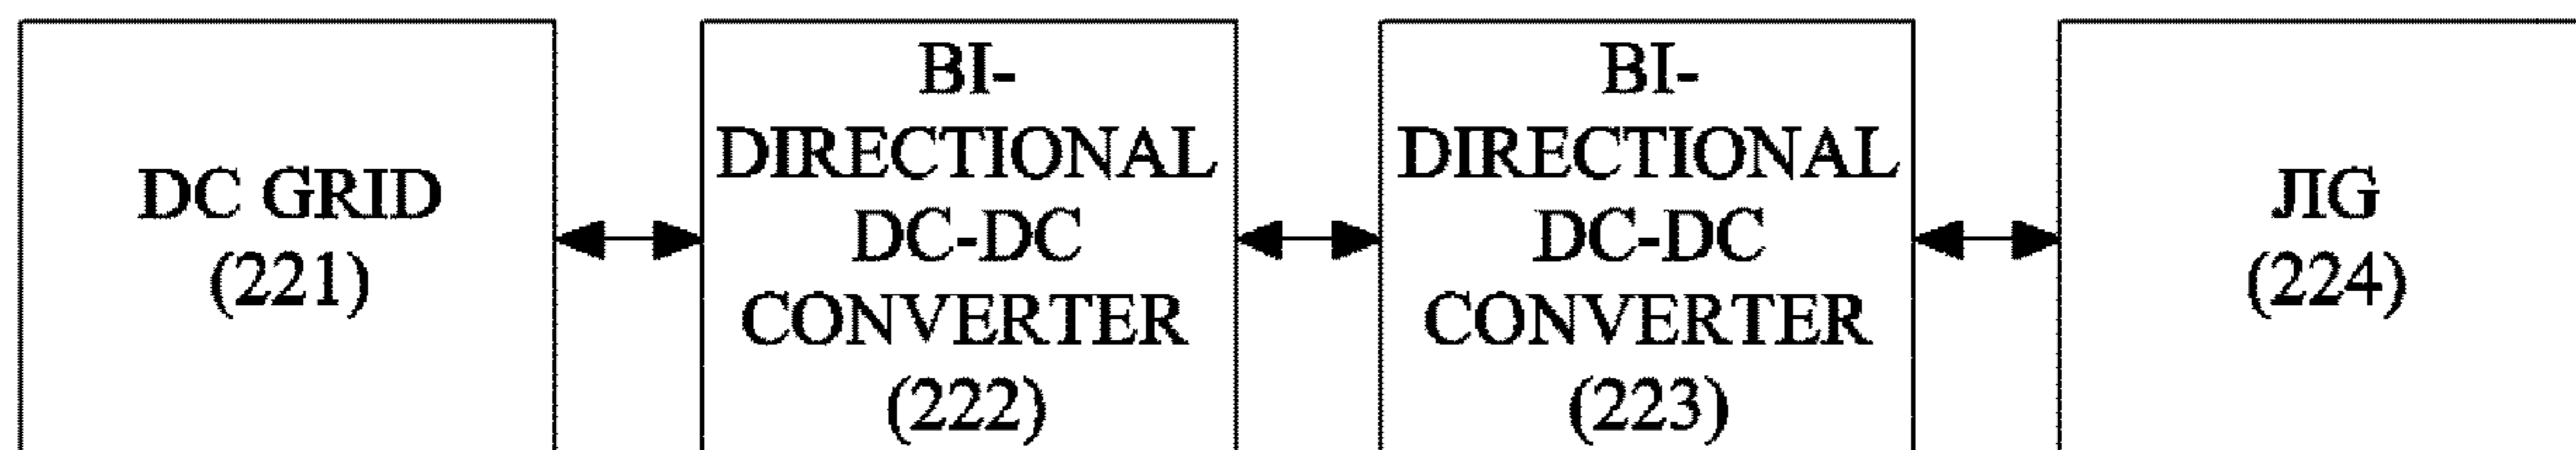 DC GRID
(221)
BI-
DIRECTIONAL
DC-DC
CONVERTER
(222)
BI-
DIRECTIONAL
DC-DC
CONVERTER
(223)
JIG
(224)